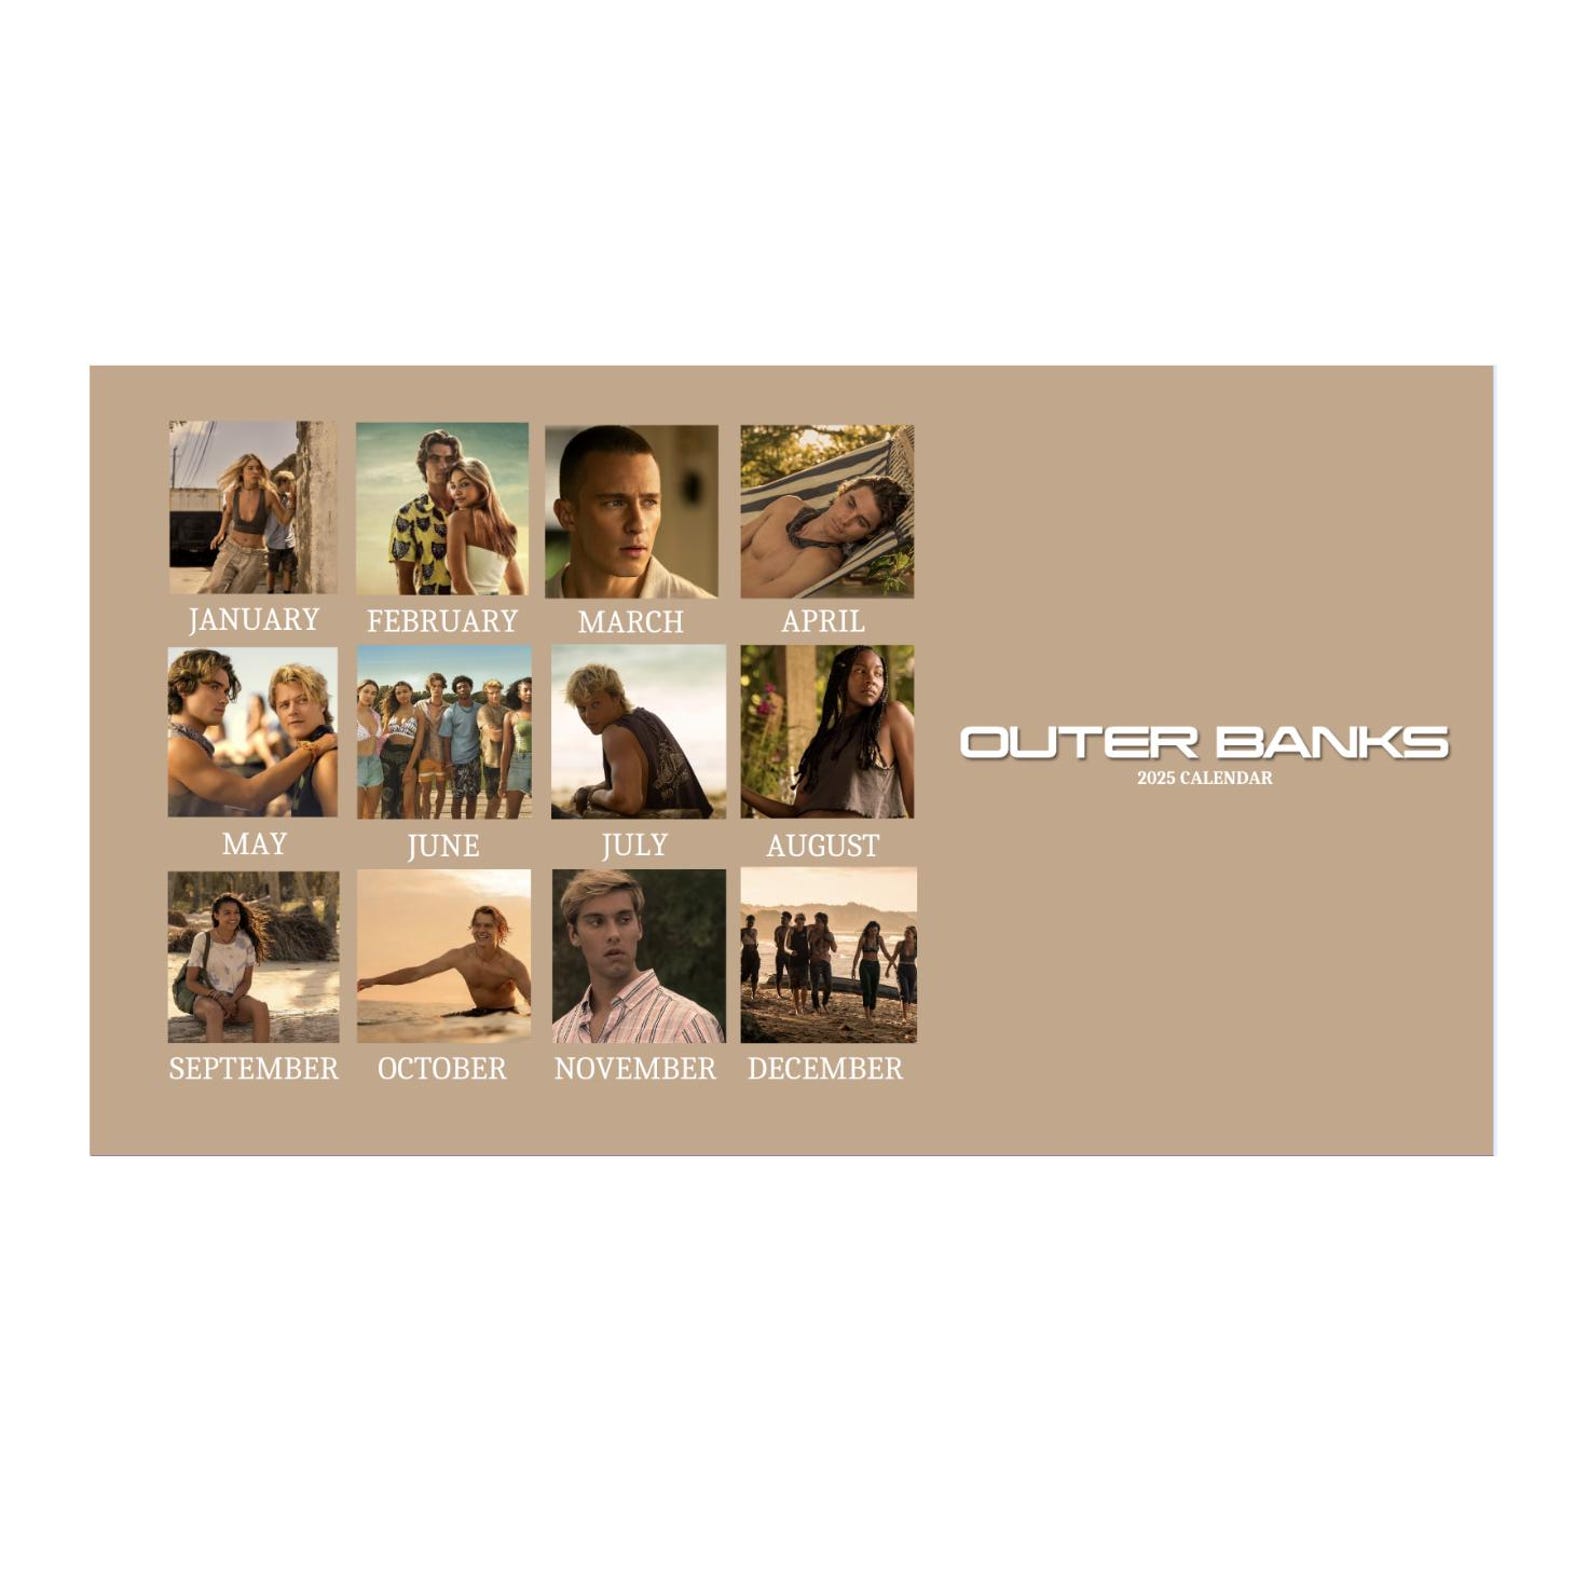 JANUARY FEBRUARY MARCH APRIL
MAY JUNE JULY AUGUST
SEPTEMBER OCTOBER NOVEMBER DECEMBER
OUTER BANKS
2025 CALENDAR